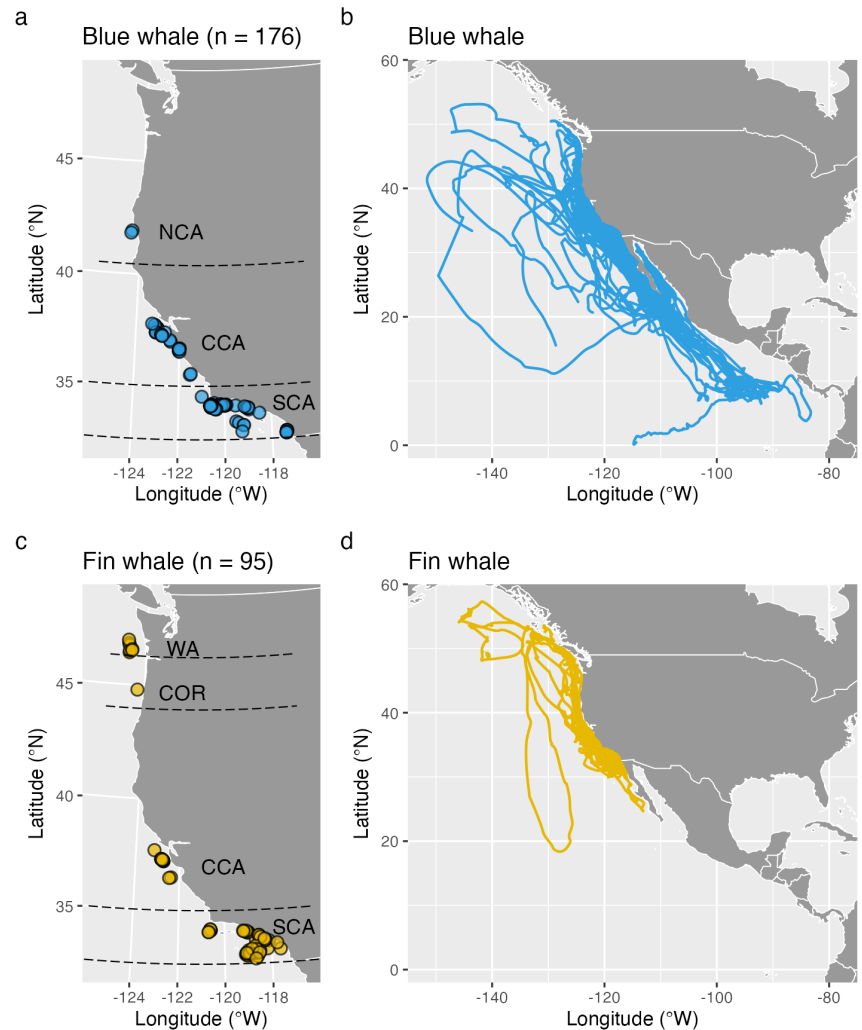 a
Blue whale (n = 176)
45
40
35
Latitude (°N)
NCA
CCA
SCA
-124 -122 -120 -118
Longitude (°W)
b
Blue whale
60
40
20
0
Latitude (°N)
-140 -120 -100 -80
Longitude (°W)
c
Fin whale (n = 95)
45
40
35
Latitude (°N)
WA
COR
CCA
SCA
-124 -122 -120 -118
Longitude (°W)
d
Fin whale
60
40
20
0
Latitude (°N)
-140 -120 -100 -80
Longitude (°W)